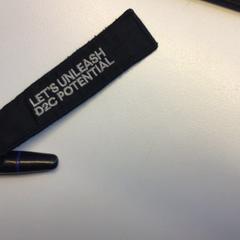 LET'S UNLEASH
D2C POTENTIAL